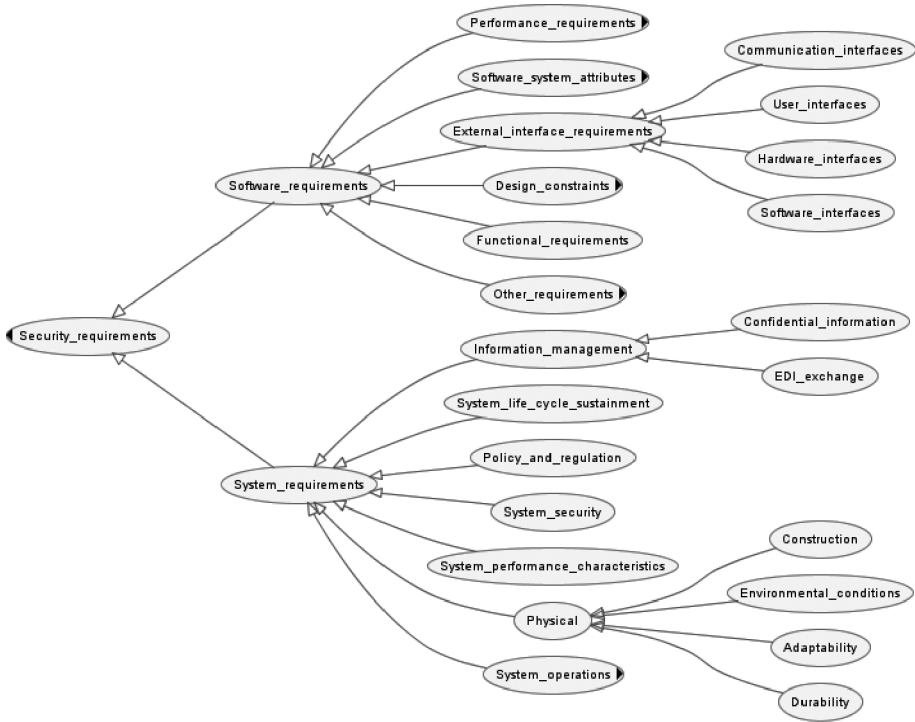 Performance_requirements
Communication_interfaces
Software_system_attributes
User_interfaces
External_interface_requirements
Hardware_interfaces
Software_requirements
Design_constraints
Software_interfaces
Functional_requirements
Other_requirements
Confidential_information
Security_requirements
Information_management
EDI_exchange
System_life_cycle_sustainment
Policy_and_regulation
System_requirements
System_security
Construction
System_performance_characteristics
Environmental_conditions
Physical
Adaptability
System_operations
Durability